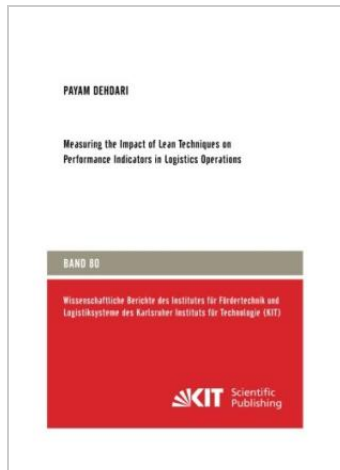 PAYAM DEHDARI
Measuring the Impact of Lean Techniques on
Performance Indicators in Logistics Operations
BAND 80
Wissenschaftliche Berichte des Institutes für Fördertechnik und
Logistiksysteme des Karlsruher Instituts für Technologie (KIT)
KIT Scientific
Publishing